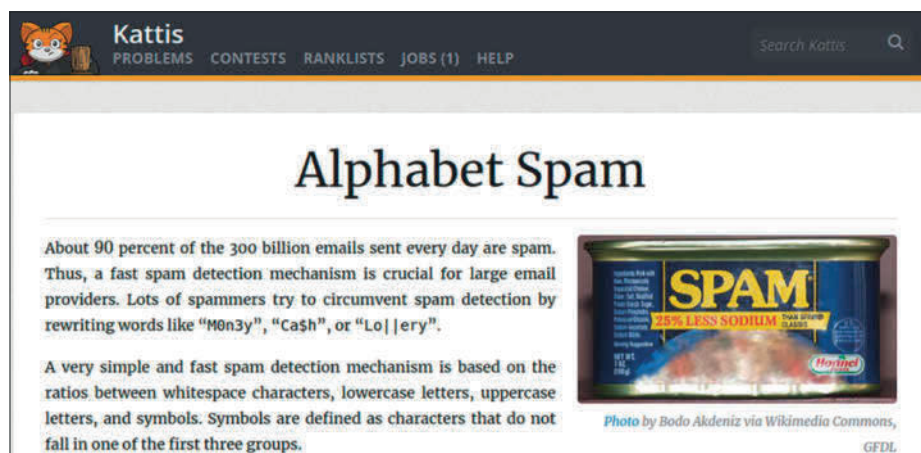 Kattis
PROBLEMS CONTESTS RANKLISTS JOBS (1) HELP
Search Kattis
Alphabet Spam
About 90 percent of the 300 billion emails sent every day are spam.
Thus, a fast spam detection mechanism is crucial for large email
providers. Lots of spammers try to circumvent spam detection by
rewriting words like “M0n3y”, “Ca$h”, or “Lo||ery”.
A very simple and fast spam detection mechanism is based on the
ratios between whitespace characters, lowercase letters, uppercase
letters, and symbols. Symbols are defined as characters that do not
fall in one of the first three groups.
SPAM
25% LESS SODIUM
THAN SPAM
CLASSIC
Hormel
Photo by Bodo Akdeniz via Wikimedia Commons,
GFDL